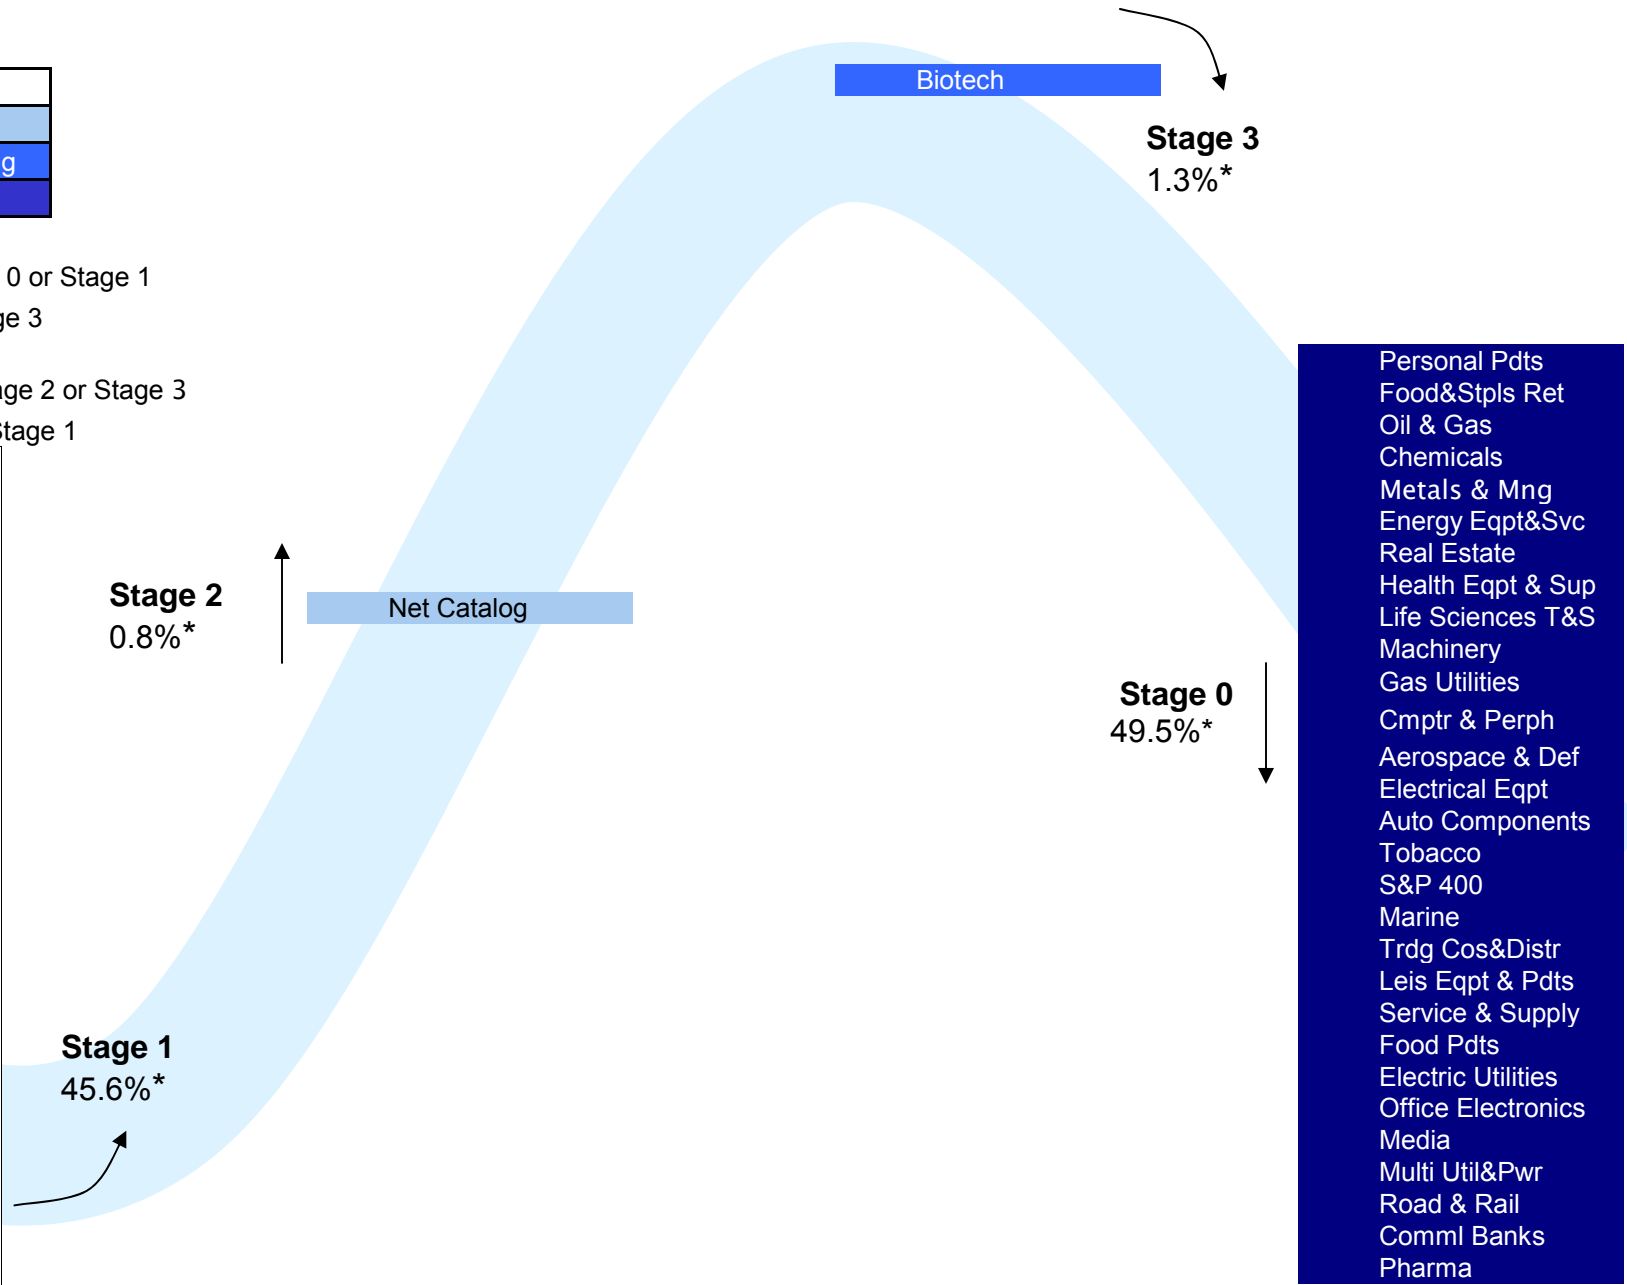 Biotech
Stage 3
1.3%*
g
0 or Stage 1
ge 3
age 2 or Stage 3
Stage 1
Stage 2
0.8%*
Net Catalog
Stage 0
49.5%*
Stage 1
45.6%*
Personal Pdts
Food&Stpls Ret
Oil & Gas
Chemicals
Metals & Mng
Energy Eqpt&Svc
Real Estate
Health Eqpt & Sup
Life Sciences T&S
Machinery
Gas Utilities
Cmptr & Perph
Aerospace & Def
Electrical Eqpt
Auto Components
Tobacco
S&P 400
Marine
Trdg Cos&Distr
Leis Eqpt & Pdts
Service & Supply
Food Pdts
Electric Utilities
Office Electronics
Media
Multi Util&Pwr
Road & Rail
Comml Banks
Pharma